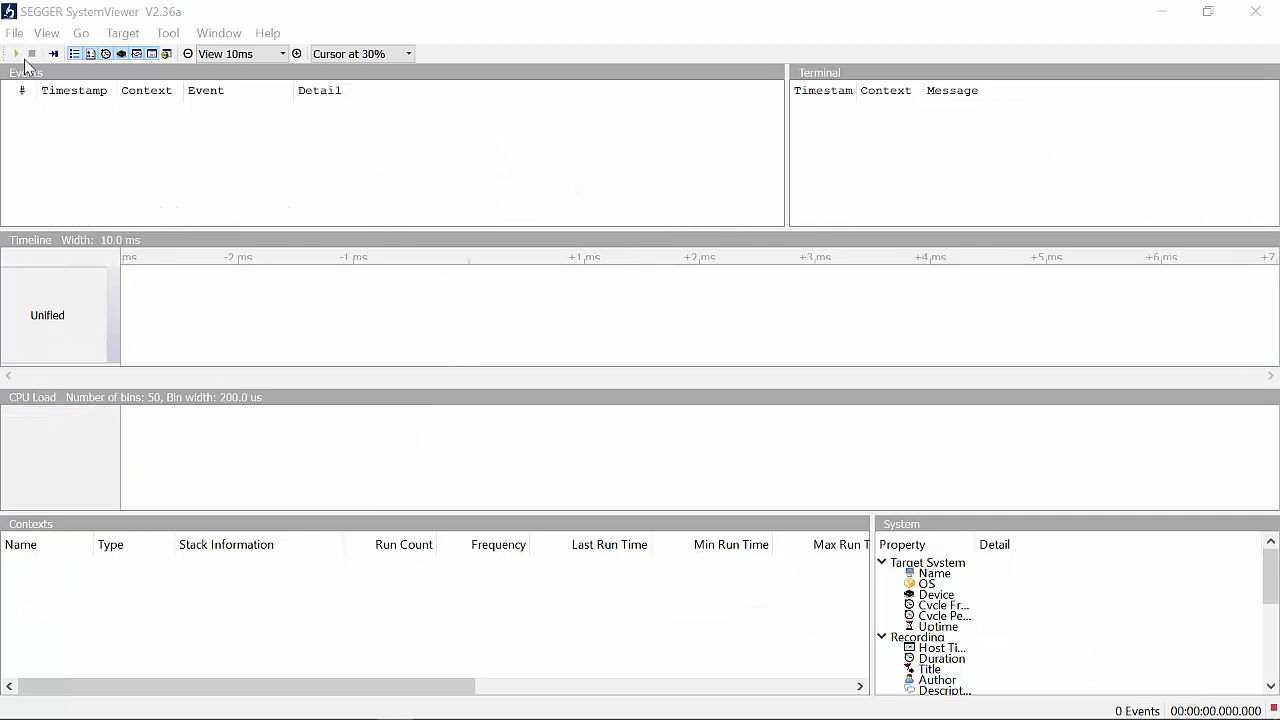 SEGGER SystemViewer V2.36a
File View Go Target Tool Window Help
View 10ms Cursor at 30%
Events
# Timestamp Context Event Detail
Terminal
Timestam Context Message
Timeline Width: 10.0 ms
ms -2 ms -1 ms +1 ms +2 ms +3 ms +4 ms +5 ms +6 ms +7
Unified
CPU Load Number of bins: 50, Bin width: 200.0 us
Contexts
Name Type Stack Information Run Count Frequency Last Run Time Min Run Time Max Run T
System
Property Detail
Target System
Name
OS
Device
Cycle Fr...
Cycle Pe...
Uptime
Recording
Host Ti...
Duration
Title
Author
Descript...
0 Events 00:00:00.000.000